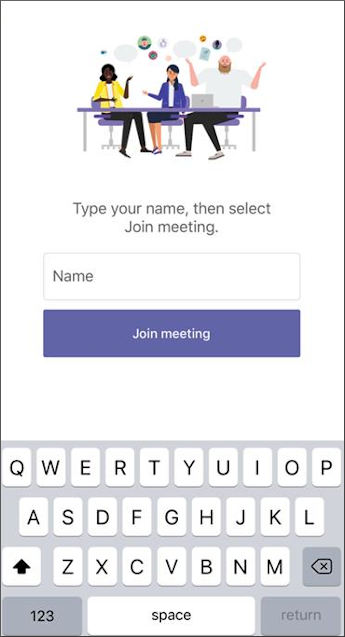 Type your name, then select
Join meeting.
Name
Join meeting
Q W E R T Y U I O P
A S D F G H J K L
Z X C V B N M
123 space return